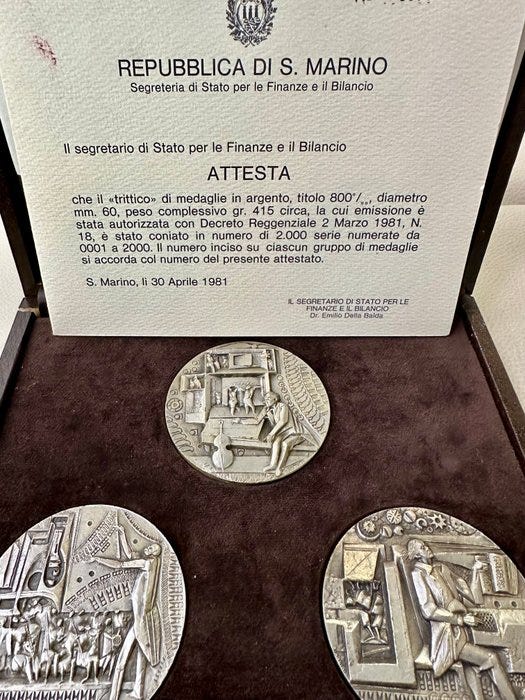 REPUBBLICA DI S. MARINO
Segreteria di Stato per le Finanze e il Bilancio
Il segretario di Stato per le Finanze e il Bilancio
ATTESTA
che il «trittico» di medaglie in argento, titolo 800°/₀₀, diametro
mm. 60, peso complessivo gr. 415 circa, la cui emissione è
stata autorizzata con Decreto Reggenziale 2 Marzo 1981, N.
18, è stato coniato in numero di 2.000 serie numerate da
0001 a 2000. Il numero inciso su ciascun gruppo di medaglie
si accorda col numero del presente attestato.
S. Marino, li 30 Aprile 1981
IL SEGRETARIO DI STATO PER LE
FINANZE E IL BILANCIO
Dr. Emilio Della Balda